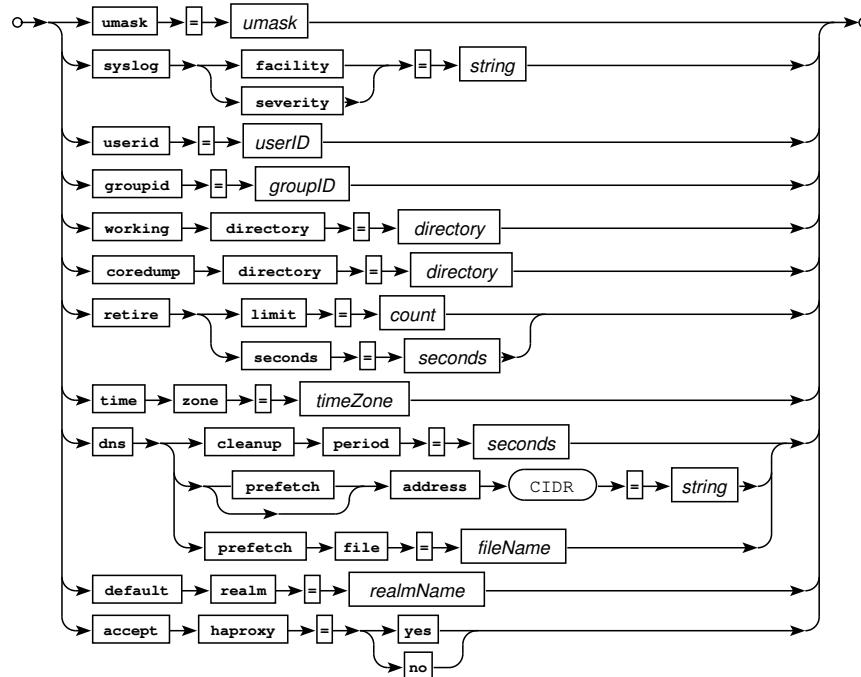 umask = umask
syslog facility = string
severity
userid = userID
groupid = groupID
working directory = directory
coredump directory = directory
retire limit = count
seconds = seconds
time zone = timeZone
dns cleanup period = seconds
prefetch address CIDR = string
prefetch file = fileName
default realm = realmName
accept haproxy = yes
no